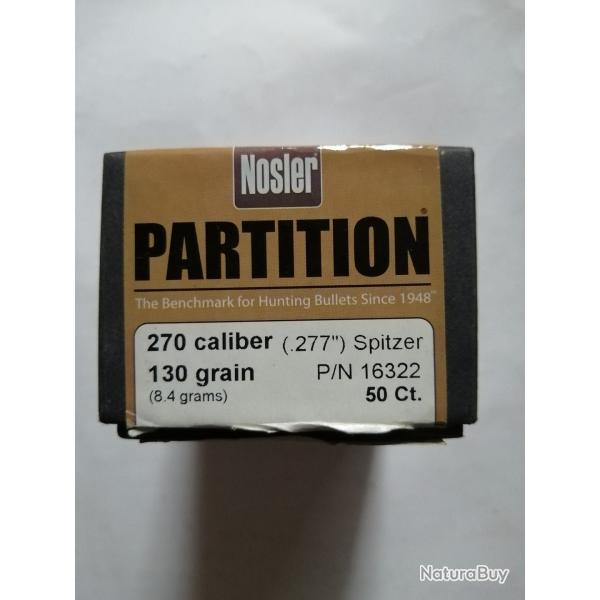 Nosler®
PARTITION®
The Benchmark for Hunting Bullets Since 1948™
270 caliber (.277") Spitzer
130 grain P/N 16322
(8.4 grams) 50 Ct.
NaturaBuy